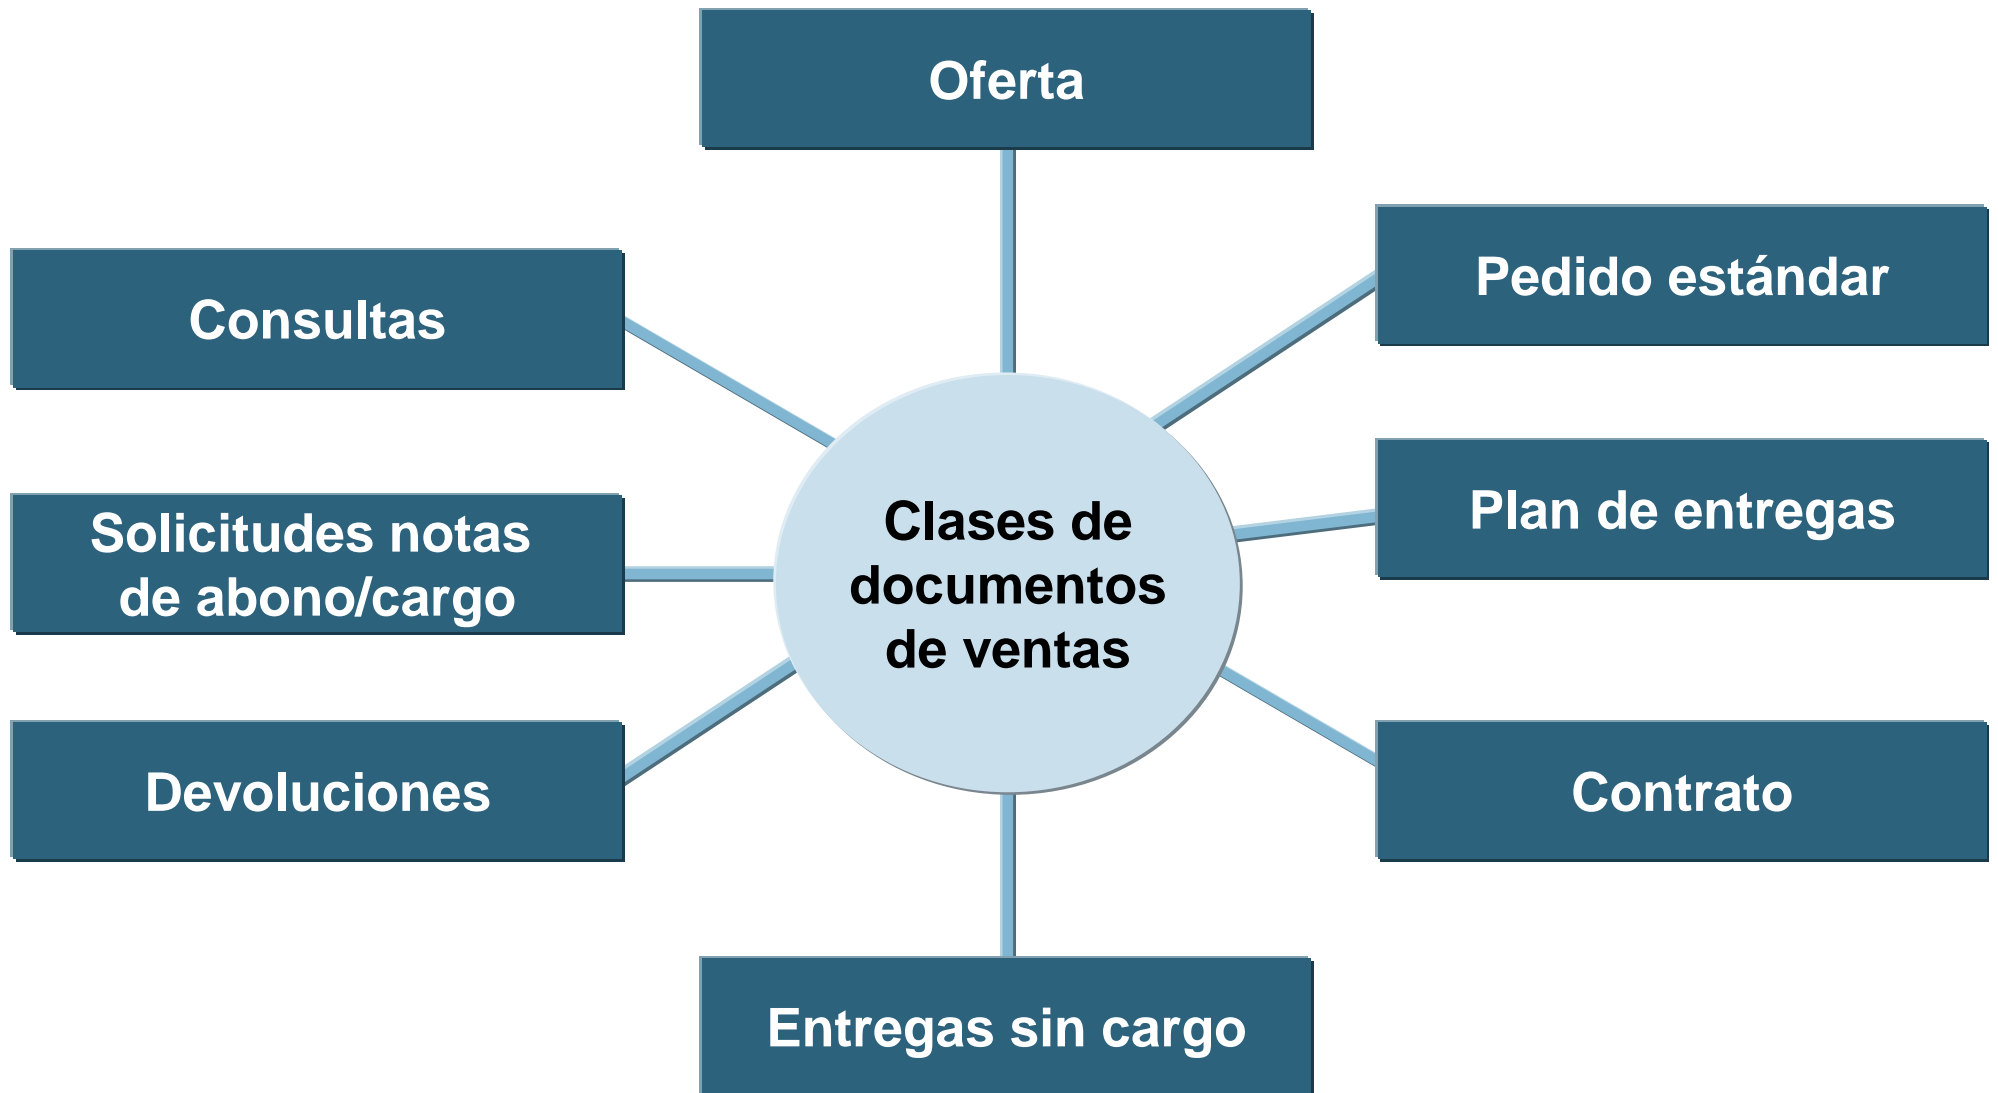 Oferta
Pedido estándar
Consultas
Plan de entregas
Solicitudes notas
de abono/cargo
Clases de
documentos
de ventas
Devoluciones
Contrato
Entregas sin cargo